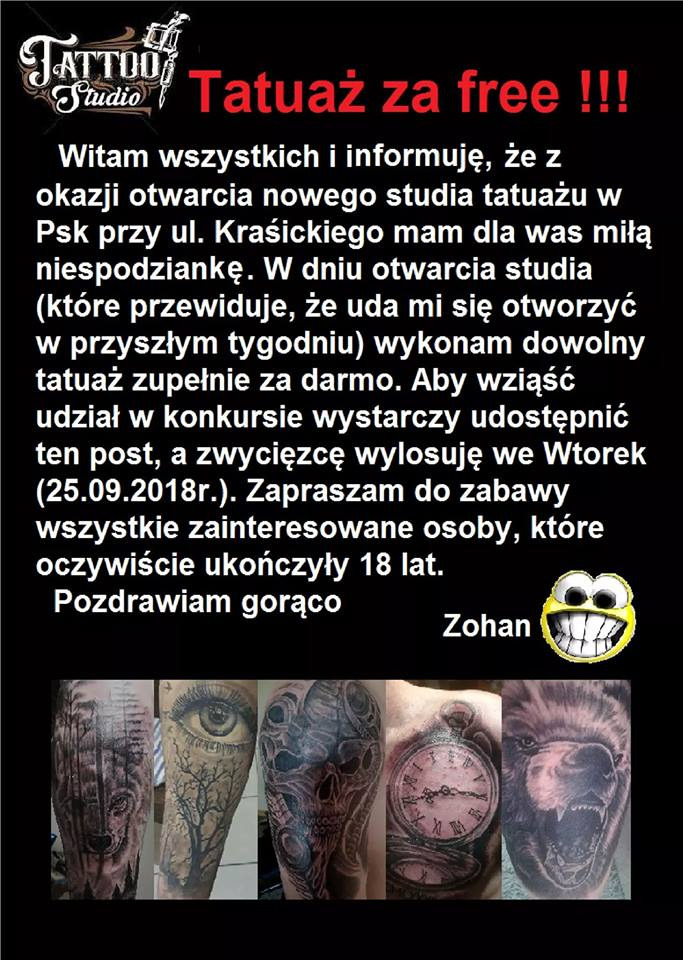 Tattoo
Studio
Tatuaż za free !!!
Witam wszystkich i informuję, że z
okazji otwarcia nowego studia tatuażu w
Psk przy ul. Kraśickiego mam dla was miłą
niespodziankę. W dniu otwarcia studia
(które przewiduje, że uda mi się otworzyć
w przyszłym tygodniu) wykonam dowolny
tatuaż zupełnie za darmo. Aby wziąść
udział w konkursie wystarczy udostępnić
ten post, a zwycięzcę wylosuję we Wtorek
(25.09.2018r.). Zapraszam do zabawy
wszystkie zainteresowane osoby, które
oczywiście ukończyły 18 lat.
Pozdrawiam gorąco
Zohan